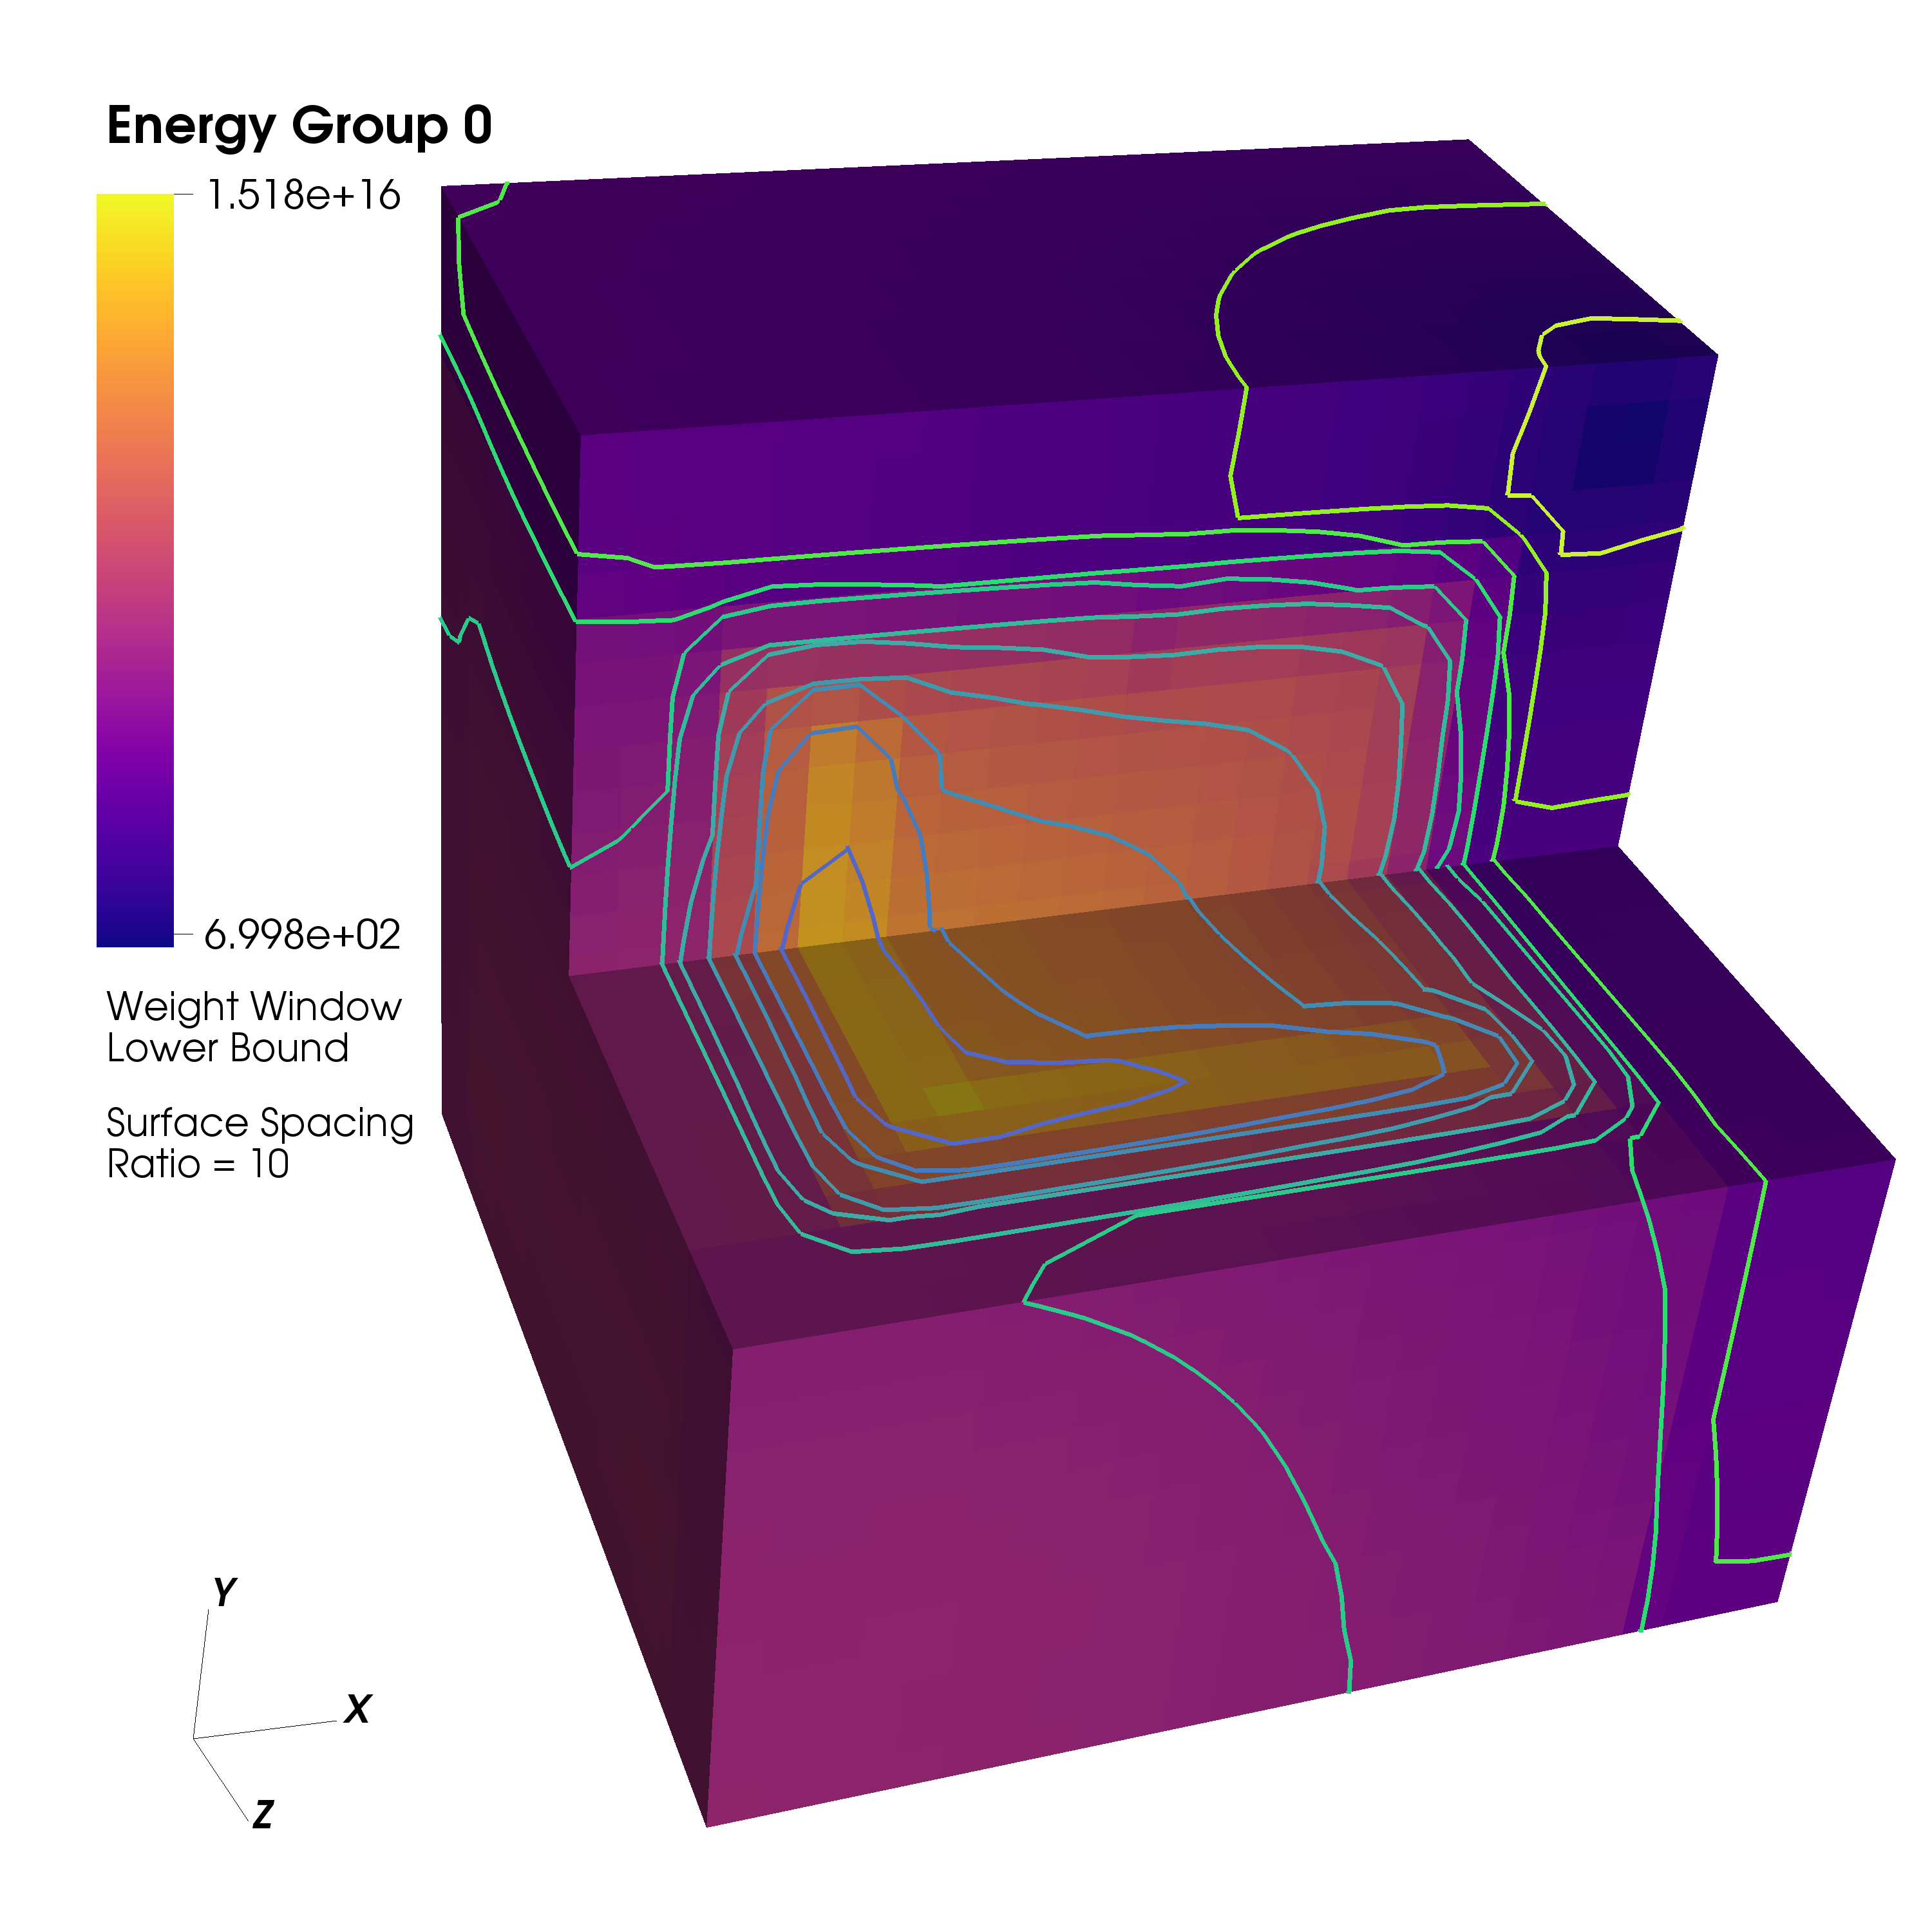 Energy Group 0
1.518e+16
6.998e+02
Weight Window
Lower Bound
Surface Spacing
Ratio = 10
Y
X
Z